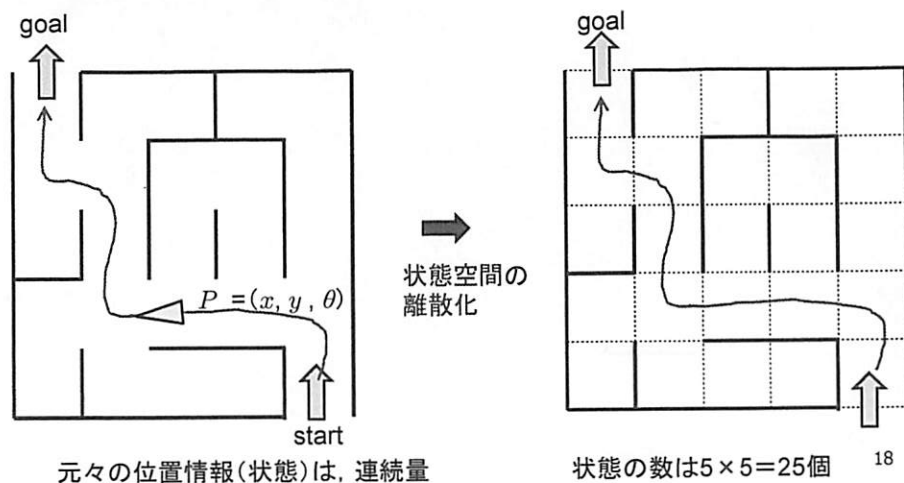 goal
goal
P =(x, y, θ)
状態空間の
離散化
start
元々の位置情報(状態)は, 連続量
状態の数は5×5=25個
18